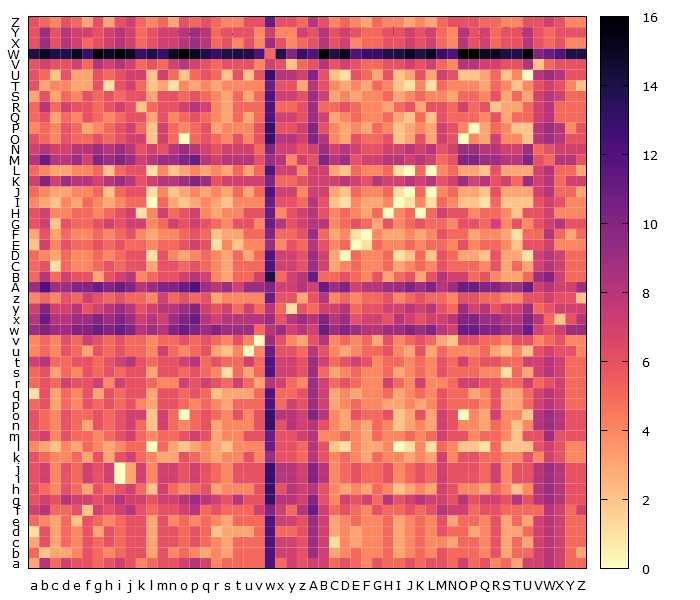 Z
Y
X
W
V
U
T
S
R
Q
P
O
N
M
L
K
J
I
H
G
F
E
D
C
B
A
z
y
x
w
v
u
t
s
r
q
p
o
n
m
l
k
j
i
h
g
f
e
d
c
b
a
a b c d e f g h i j k l m n o p q r s t u v w x y z A B C D E F G H I J K L M N O P Q R S T U V W X Y Z
16
14
12
10
8
6
4
2
0